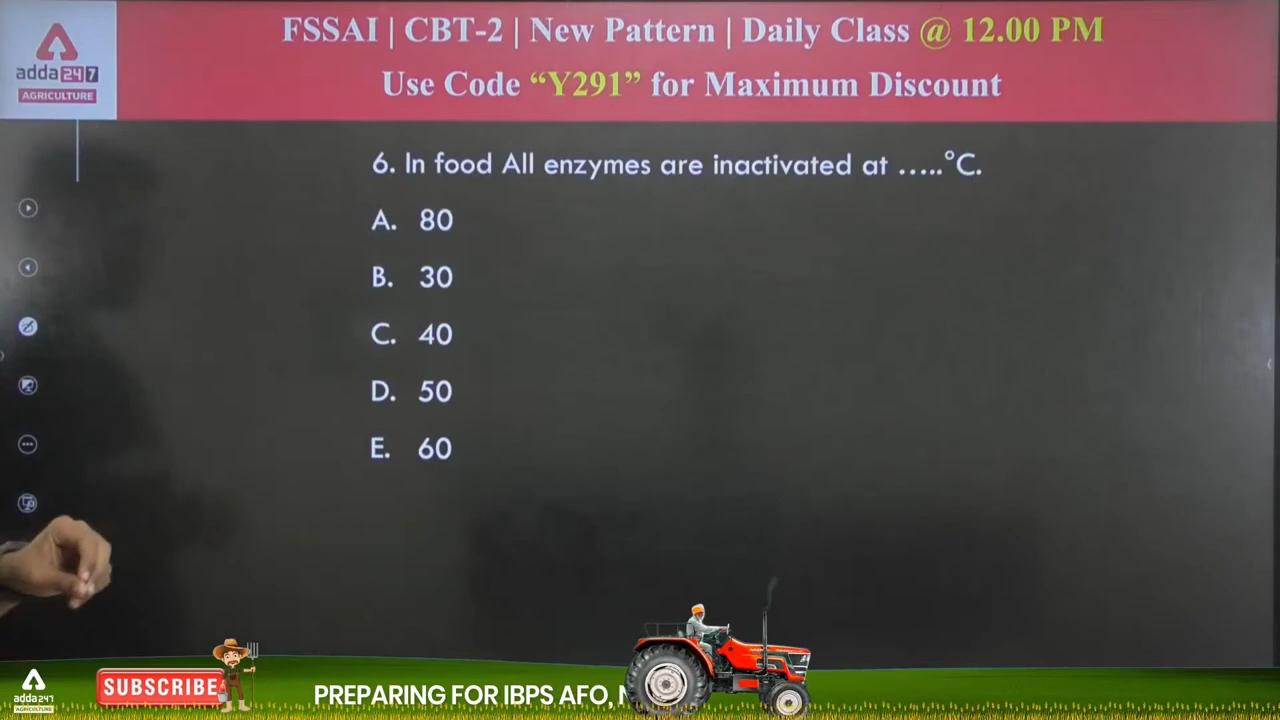 FSSAI | CBT-2 | New Pattern | Daily Class @ 12.00 PM
Use Code “Y291” for Maximum Discount
adda247
AGRICULTURE
6. In food All enzymes are inactivated at …..°C.
A. 80
B. 30
C. 40
D. 50
E. 60
adda247
AGRICULTURE
SUBSCRIBE
PREPARING FOR IBPS AFO,